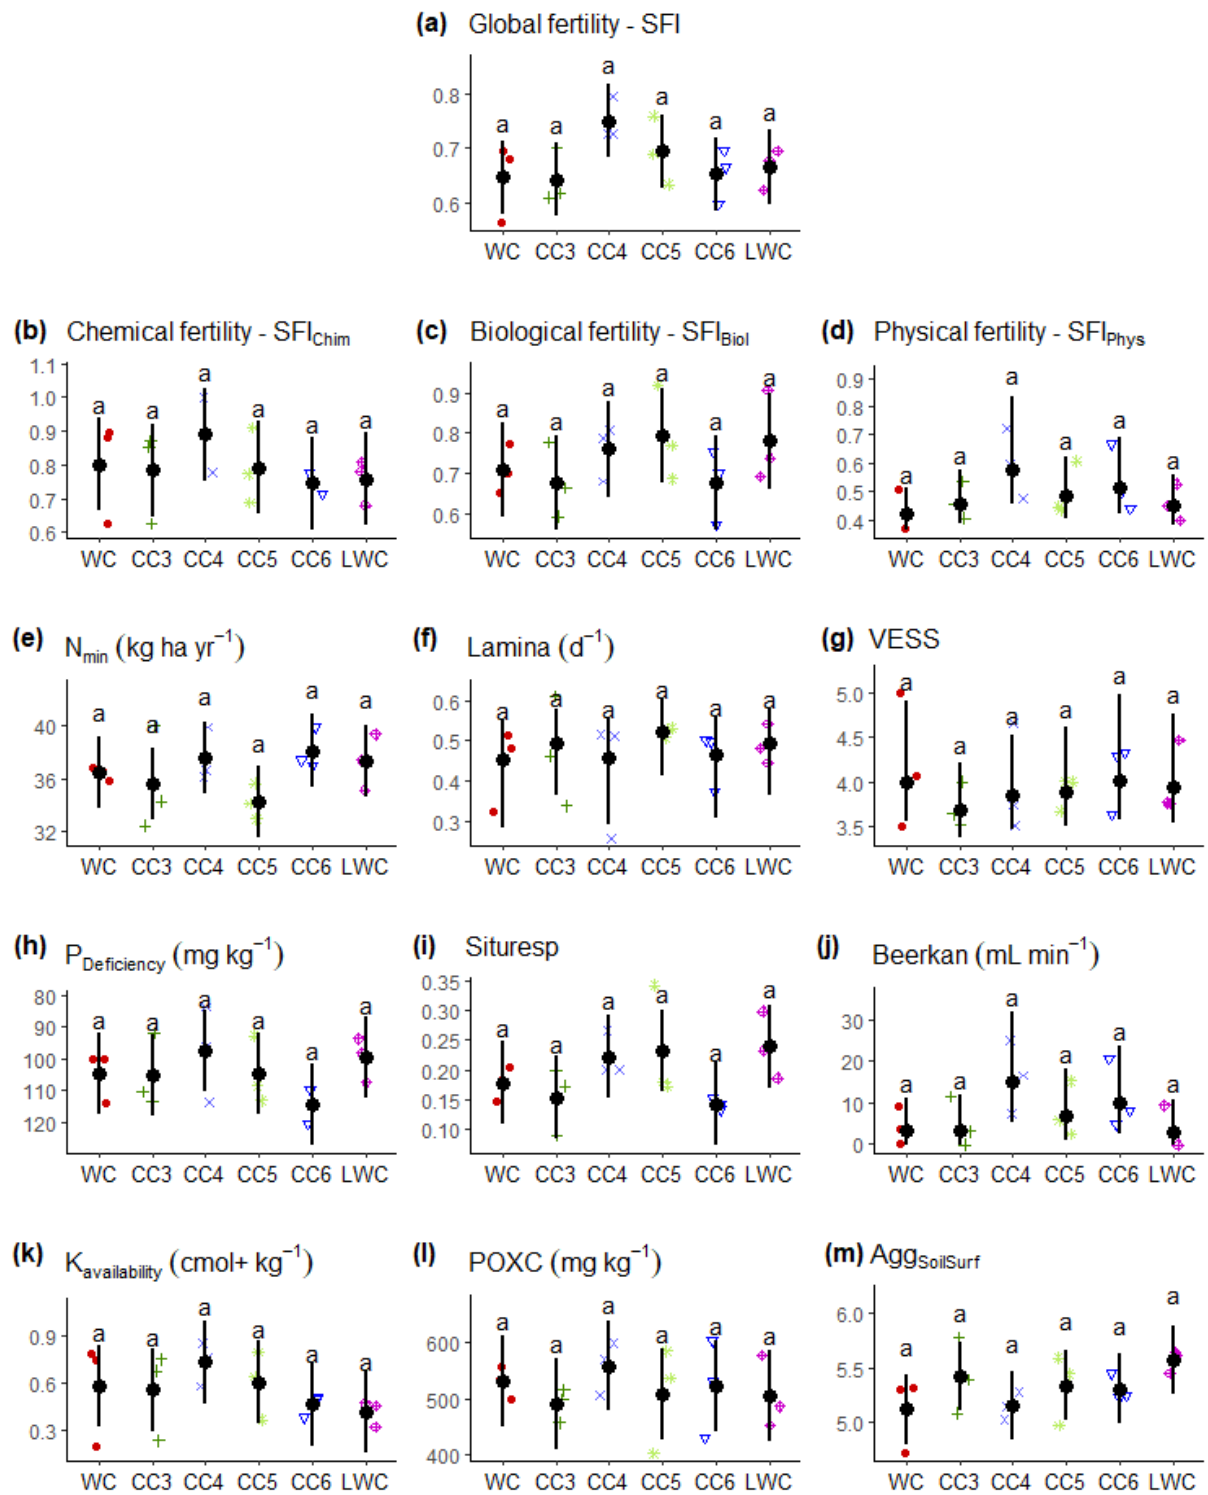 (a) Global fertility - SFI
a a a a a a
0.8
0.7
0.6
WC CC3 CC4 CC5 CC6 LWC
(b) Chemical fertility - SFIChim
a a a a a a
1.1
1.0
0.9
0.8
0.7
0.6
WC CC3 CC4 CC5 CC6 LWC
(c) Biological fertility - SFIBiol
a a a a a a
0.9
0.8
0.7
0.6
WC CC3 CC4 CC5 CC6 LWC
(d) Physical fertility - SFIPhys
a a a a a a
0.9
0.8
0.7
0.6
0.5
0.4
WC CC3 CC4 CC5 CC6 LWC
(e) Nmin (kg ha yr−1)
a a a a a a
40
36
32
WC CC3 CC4 CC5 CC6 LWC
(f) Lamina (d−1)
a a a a a a
0.6
0.5
0.4
0.3
WC CC3 CC4 CC5 CC6 LWC
(g) VESS
a a a a a a
5.0
4.5
4.0
3.5
WC CC3 CC4 CC5 CC6 LWC
(h) PDeficiency (mg kg−1)
a a a a a a
80
90
100
110
120
WC CC3 CC4 CC5 CC6 LWC
(i) Situresp
a a a a a a
0.35
0.30
0.25
0.20
0.15
0.10
WC CC3 CC4 CC5 CC6 LWC
(j) Beerkan (mL min−1)
a a a a a a
30
20
10
0
WC CC3 CC4 CC5 CC6 LWC
(k) Kavailability (cmol+ kg−1)
a a a a a a
0.9
0.6
0.3
WC CC3 CC4 CC5 CC6 LWC
(l) POXC (mg kg−1)
a a a a a a
600
500
400
WC CC3 CC4 CC5 CC6 LWC
(m) AggSoilSurf
a a a a a a
6.0
5.5
5.0
WC CC3 CC4 CC5 CC6 LWC